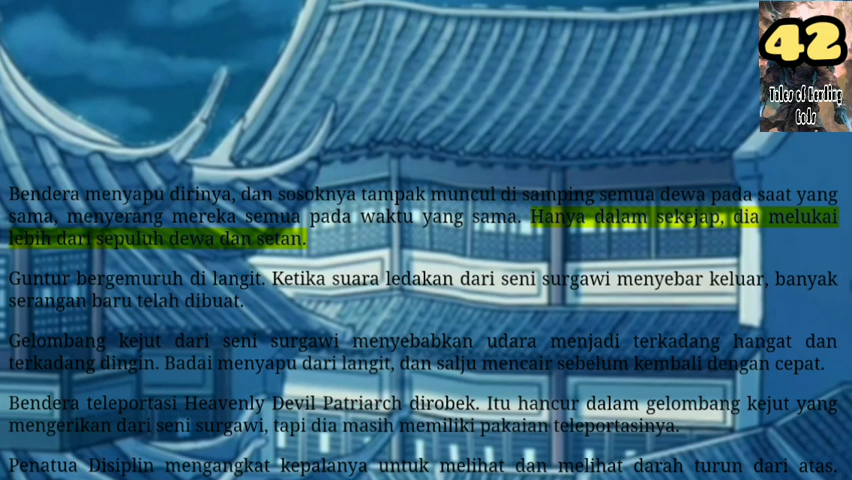 42
Tales of Herding
Gods
Bendera menyapu dirinya, dan sosoknya tampak muncul di samping semua dewa pada saat yang
sama, menyerang mereka semua pada waktu yang sama. Hanya dalam sekejap, dia melukai
lebih dari sepuluh dewa dan setan.
Guntur bergemuruh di langit. Ketika suara ledakan dari seni surgawi menyebar keluar, banyak
serangan baru telah dibuat.
Gelombang kejut dari seni surgawi menyebabkan udara menjadi terkadang hangat dan
terkadang dingin. Badai menyapu dari langit, dan salju mencair sebelum kembali dengan cepat.
Bendera teleportasi Heavenly Devil Patriarch dirobek. Itu hancur dalam gelombang kejut yang
mengerikan dari seni surgawi, tapi dia masih memiliki pakaian teleportasinya.
Penatua Disiplin mengangkat kepalanya untuk melihat dan melihat darah turun dari atas.